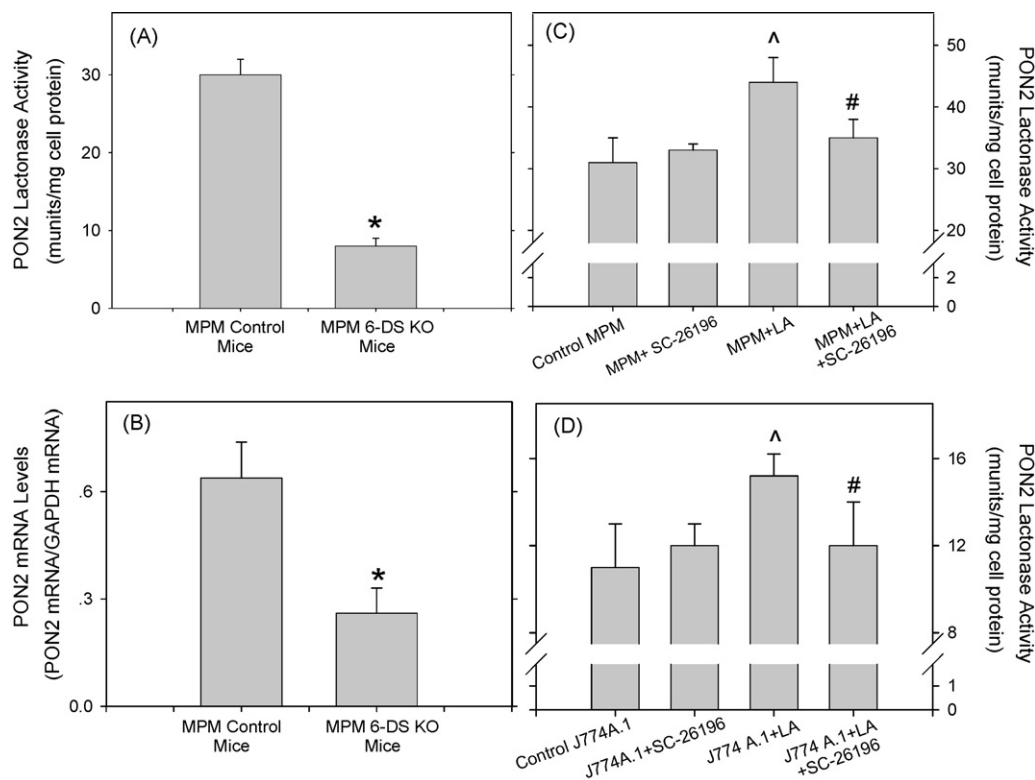 (A)
PON2 Lactonase Activity
(munits/mg cell protein)
30
20
10
0
*
MPM Control
Mice
MPM 6-DS KO
Mice
(C)
PON2 Lactonase Activity
(munits/mg cell protein)
50
40
30
20
2
0
^
#
Control MPM
MPM+ SC-26196
MPM+LA
MPM+LA
+SC-26196
(B)
PON2 mRNA Levels
(PON2 mRNA/GAPDH mRNA)
.6
.3
0.0
*
MPM Control
Mice
MPM 6-DS KO
Mice
(D)
PON2 Lactonase Activity
(munits/mg cell protein)
16
12
8
1
0
^
#
Control J774A.1
J774A.1+SC-26196
J774 A.1+LA
J774 A.1+LA
+SC-26196